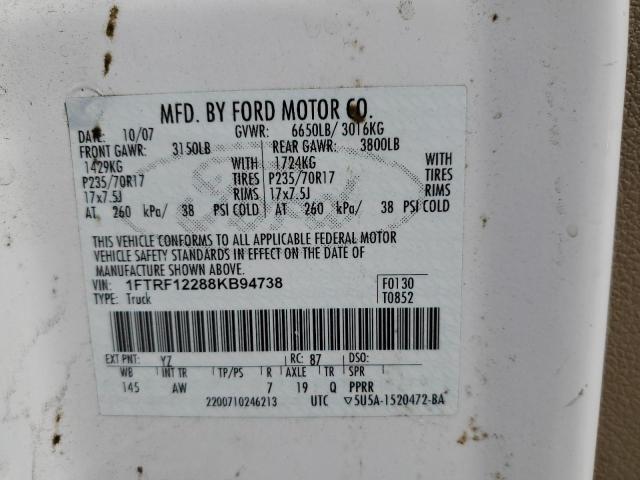 MFD. BY FORD MOTOR CO.
DATE: 10/07 GVWR: 6650LB/ 3016KG
FRONT GAWR: 3150LB REAR GAWR: 3800LB
1429KG WITH 1724KG WITH
P235/70R17 TIRES P235/70R17 TIRES
17x7.5J RIMS 17x7.5J RIMS
AT 260 kPa/ 38 PSI COLD AT 260 kPa/ 38 PSI COLD
THIS VEHICLE CONFORMS TO ALL APPLICABLE FEDERAL MOTOR
VEHICLE SAFETY STANDARDS IN EFFECT ON THE DATE OF
MANUFACTURE SHOWN ABOVE.
VIN: 1FTRF12288KB94738 F0130
TYPE: Truck T0852
EXT PNT: YZ RC: 87 DSO:
WB INT TR TP/PS R AXLE TR SPR
145 AW 7 19 Q PPRR
2200710246213 UTC ▽5U5A-1520472-BA